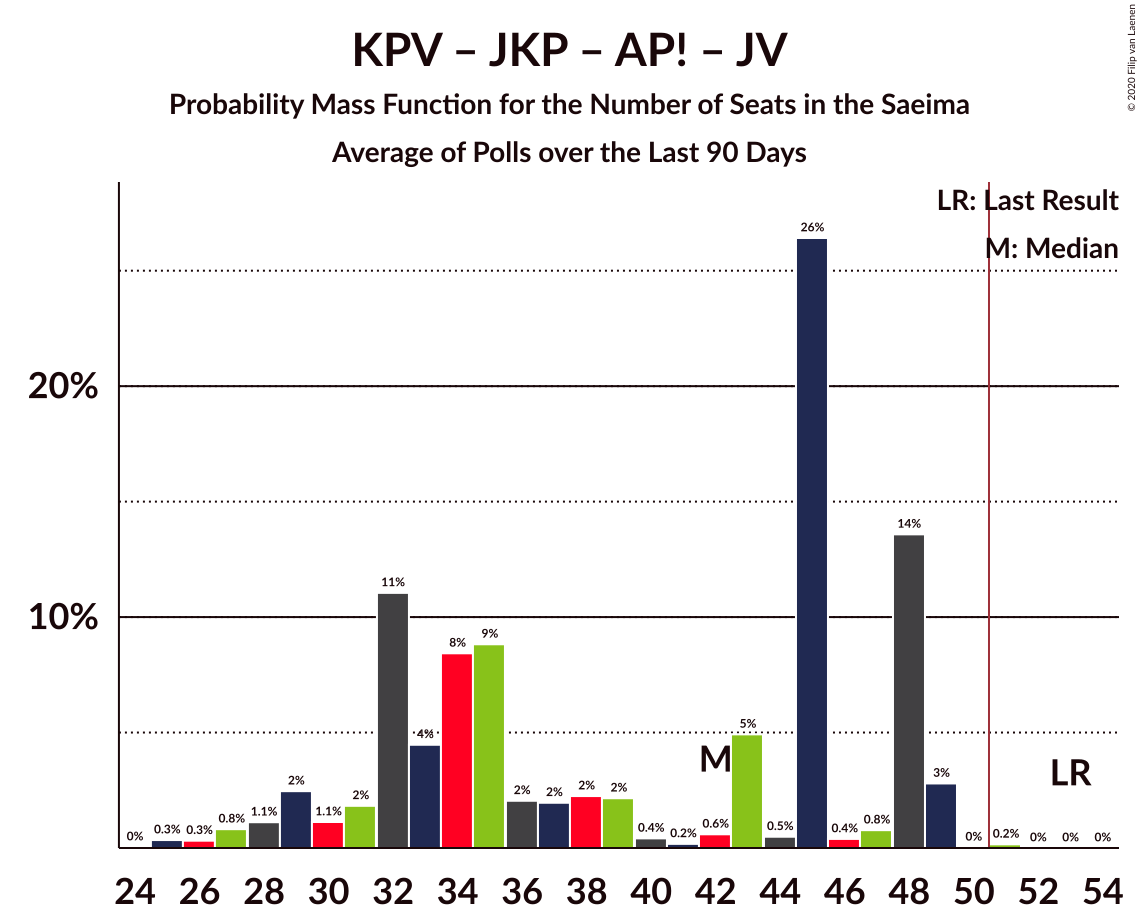 KPV – JKP – AP! – JV
Probability Mass Function for the Number of Seats in the Saeima
Average of Polls over the Last 90 Days
© 2020 Filip van Laenen
LR: Last Result
M: Median
26%
20%
14%
11%
10%
9%
8%
5%
4%
M
LR
0% 0.3% 0.3% 0.8% 1.1% 2% 1.1% 2% 2% 2% 2% 2% 0.4% 0.2% 0.6% 0.5% 0.4% 0.8% 3% 0% 0.2% 0% 0% 0%
24 26 28 30 32 34 36 38 40 42 44 46 48 50 52 54